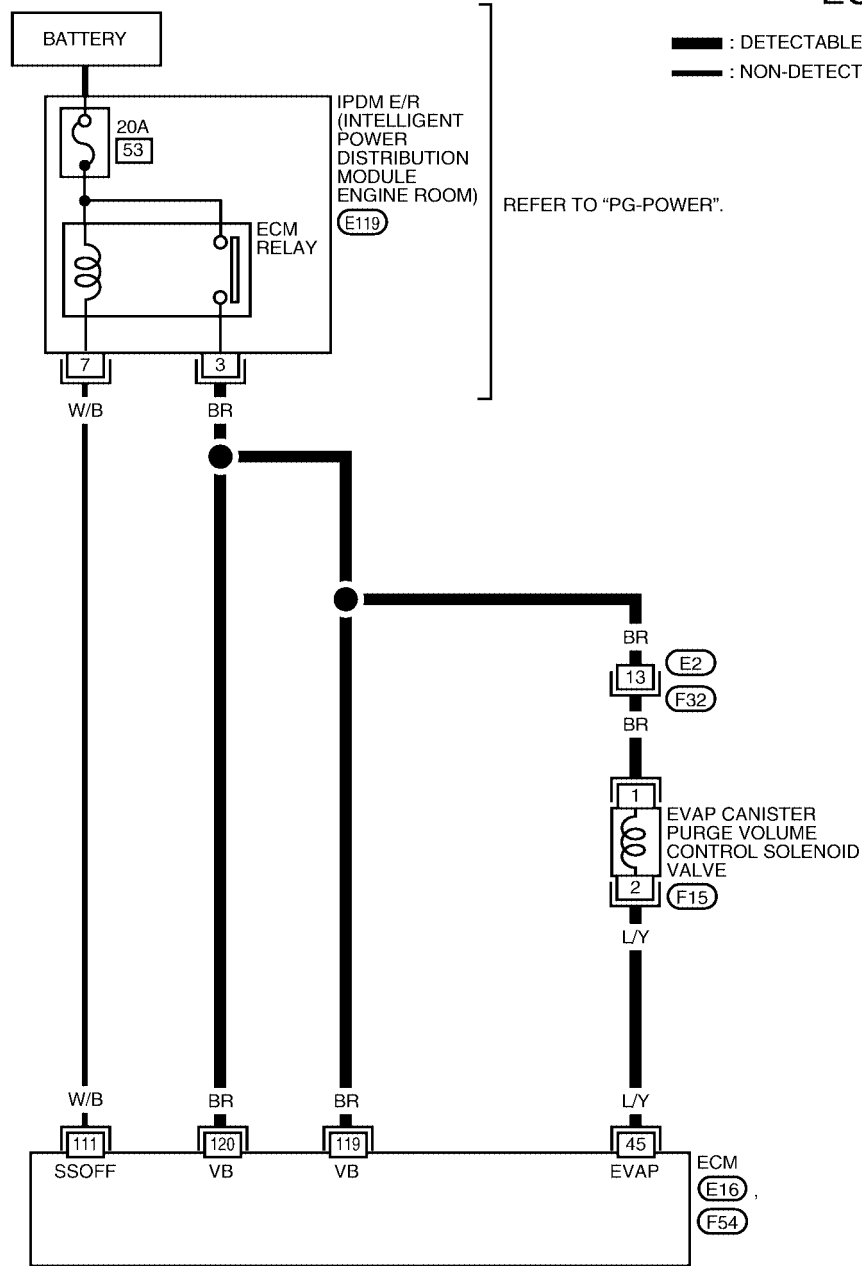 EC
BATTERY
: DETECTABLE
: NON-DETECT
20A
53
IPDM E/R
(INTELLIGENT
POWER
DISTRIBUTION
MODULE
ENGINE ROOM)
E119
REFER TO "PG-POWER".
ECM
RELAY
7
3
W/B
BR
BR
13
E2
F32
BR
1
EVAP CANISTER
PURGE VOLUME
CONTROL SOLENOID
VALVE
2
F15
L/Y
W/B
BR
BR
L/Y
111
120
119
45
SSOFF
VB
VB
EVAP
ECM
E16 ,
F54